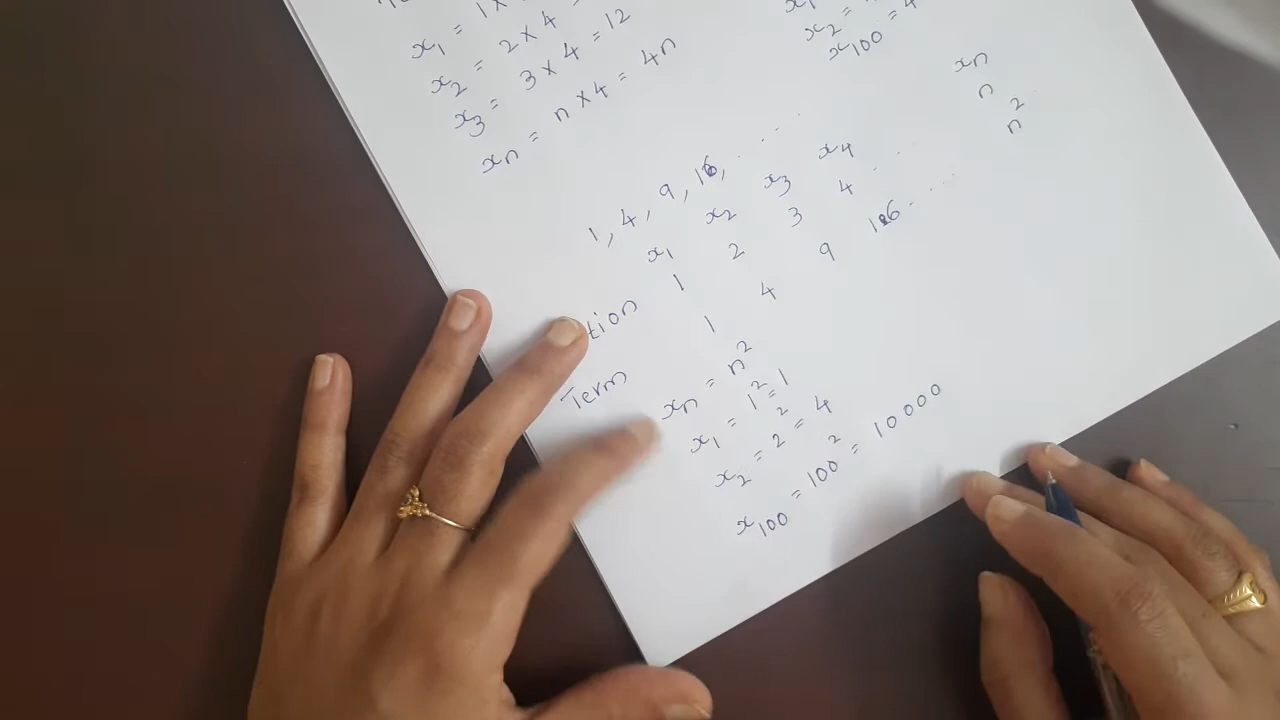 x₁ = 1 ×
x₂ = 2 × 4 =
x₃ = 3 × 4 = 12
xₙ = n × 4 = 4n
x₂ =
x₁₀₀ = 4
xₙ
n
n²
1, 4, 9, 16, . . . .
x₁ x₂ x₃ x₄
tion 1 2 3 4 . . .
Term 1 4 9 16 . . . .
xₙ = n²
x₁ = 1² = 1
x₂ = 2² = 4
x₁₀₀ = 100² = 10000